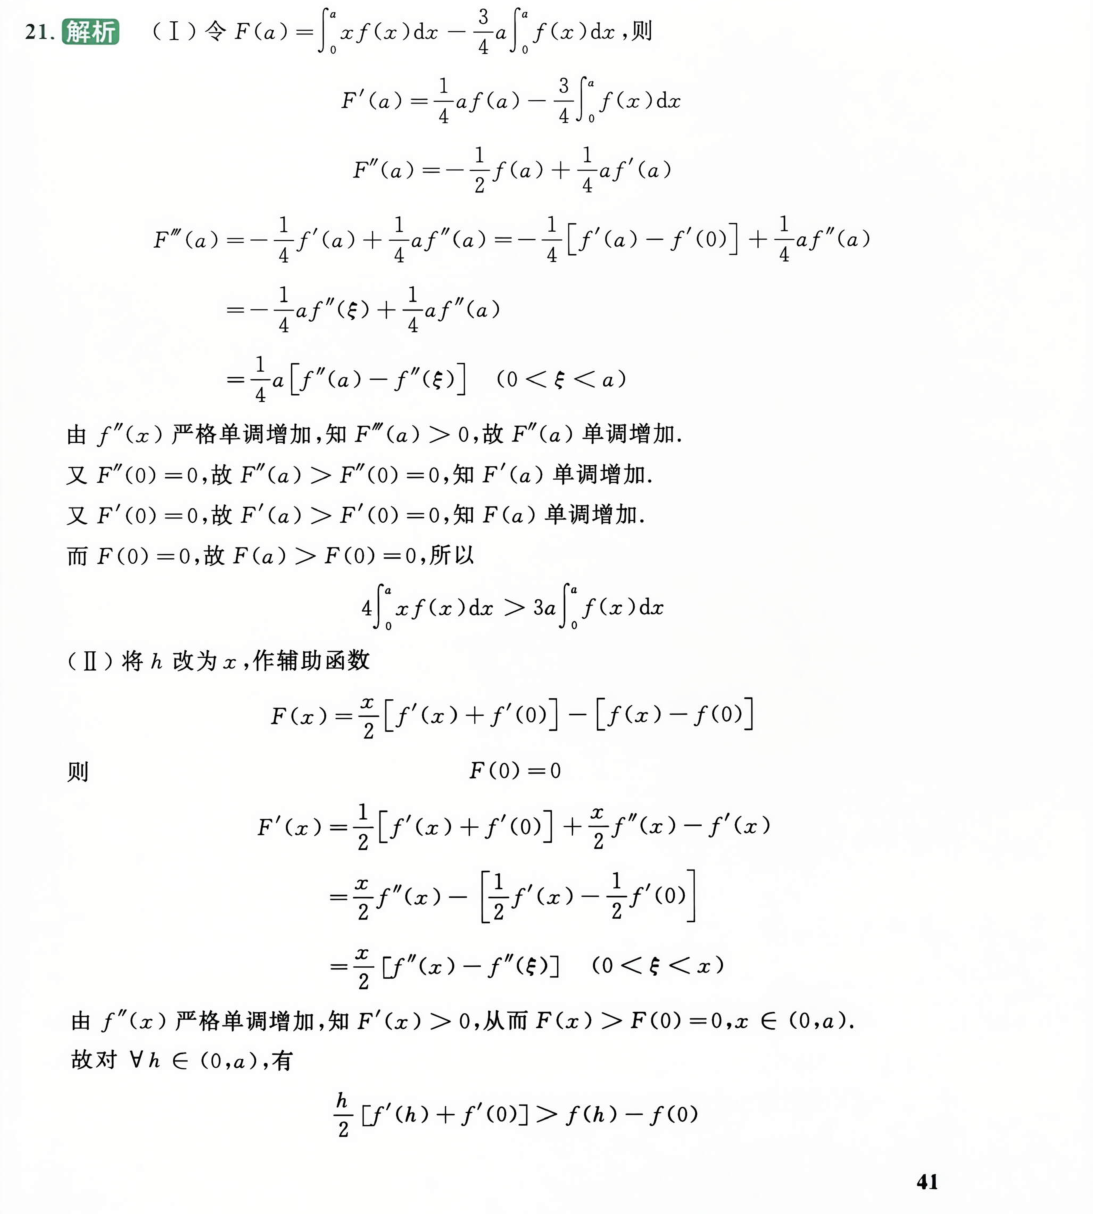 21. 解析 （Ⅰ）令 F(a)=∫₀ᵃ xf(x)dx − 3/4 a∫₀ᵃ f(x)dx,则
F′(a)=1/4 af(a)−3/4∫₀ᵃ f(x)dx
F″(a)=−1/2 f(a)+1/4 af′(a)
F‴(a)=−1/4 f′(a)+1/4 af″(a)=−1/4[f′(a)−f′(0)]+1/4 af″(a)
=−1/4 af″(ξ)+1/4 af″(a)
=1/4 a[f″(a)−f″(ξ)] (0<ξ<a)
由 f″(x)严格单调增加,知 F‴(a)>0,故 F″(a)单调增加.
又 F″(0)=0,故 F″(a)>F″(0)=0,知 F′(a)单调增加.
又 F′(0)=0,故 F′(a)>F′(0)=0,知 F(a)单调增加.
而 F(0)=0,故 F(a)>F(0)=0,所以
4∫₀ᵃ xf(x)dx>3a∫₀ᵃ f(x)dx
（Ⅱ）将 h 改为 x,作辅助函数
F(x)=x/2[f′(x)+f′(0)]−[f(x)−f(0)]
则 F(0)=0
F′(x)=1/2[f′(x)+f′(0)]+x/2 f″(x)−f′(x)
=x/2 f″(x)−[1/2 f′(x)−1/2 f′(0)]
=x/2[f″(x)−f″(ξ)] (0<ξ<x)
由 f″(x)严格单调增加,知 F′(x)>0,从而 F(x)>F(0)=0,x∈(0,a).
故对 ∀h∈(0,a),有
h/2[f′(h)+f′(0)]>f(h)−f(0)
41